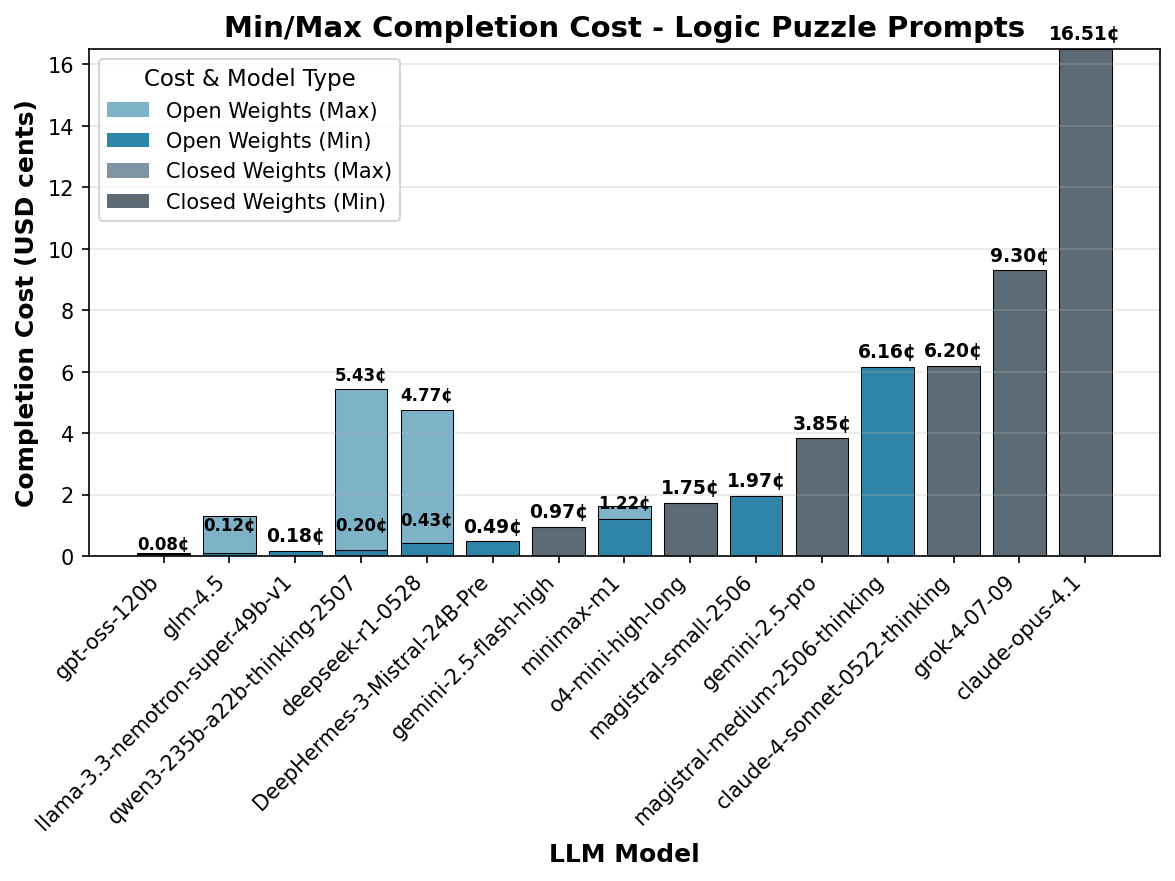 Min/Max Completion Cost - Logic Puzzle Prompts
Cost & Model Type
Open Weights (Max)
Open Weights (Min)
Closed Weights (Max)
Closed Weights (Min)
Completion Cost (USD cents)
16
14
12
10
8
6
4
2
0
0.08¢
0.12¢
0.18¢
5.43¢
0.20¢
4.77¢
0.43¢
0.49¢
0.97¢
1.22¢
1.75¢
1.97¢
3.85¢
6.16¢
6.20¢
9.30¢
16.51¢
gpt-oss-120b
glm-4.5
llama-3.3-nemotron-super-49b-v1
qwen3-235b-a22b-thinking-2507
deepseek-r1-0528
DeepHermes-3-Mistral-24B-Pre
gemini-2.5-flash-high
minimax-m1
o4-mini-high-long
magistral-small-2506
gemini-2.5-pro
magistral-medium-2506-thinking
claude-4-sonnet-0522-thinking
grok-4-07-09
claude-opus-4.1
LLM Model